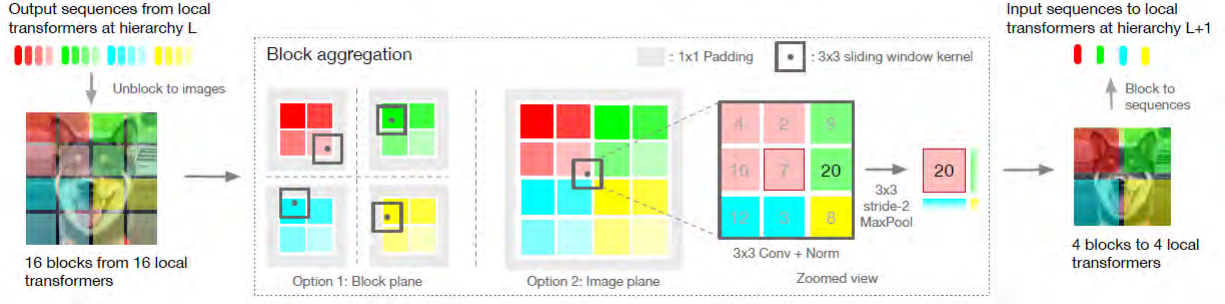 Output sequences from local
transformers at hierarchy L
Unblock to images
16 blocks from 16 local
transformers
Block aggregation
: 1x1 Padding
: 3x3 sliding window kernel
Option 1: Block plane
Option 2: Image plane
4 2 9
10 7 20
12 3 8
3x3 Conv + Norm
Zoomed view
3x3
stride-2
MaxPool
20
Input sequences to local
transformers at hierarchy L+1
Block to
sequences
4 blocks to 4 local
transformers